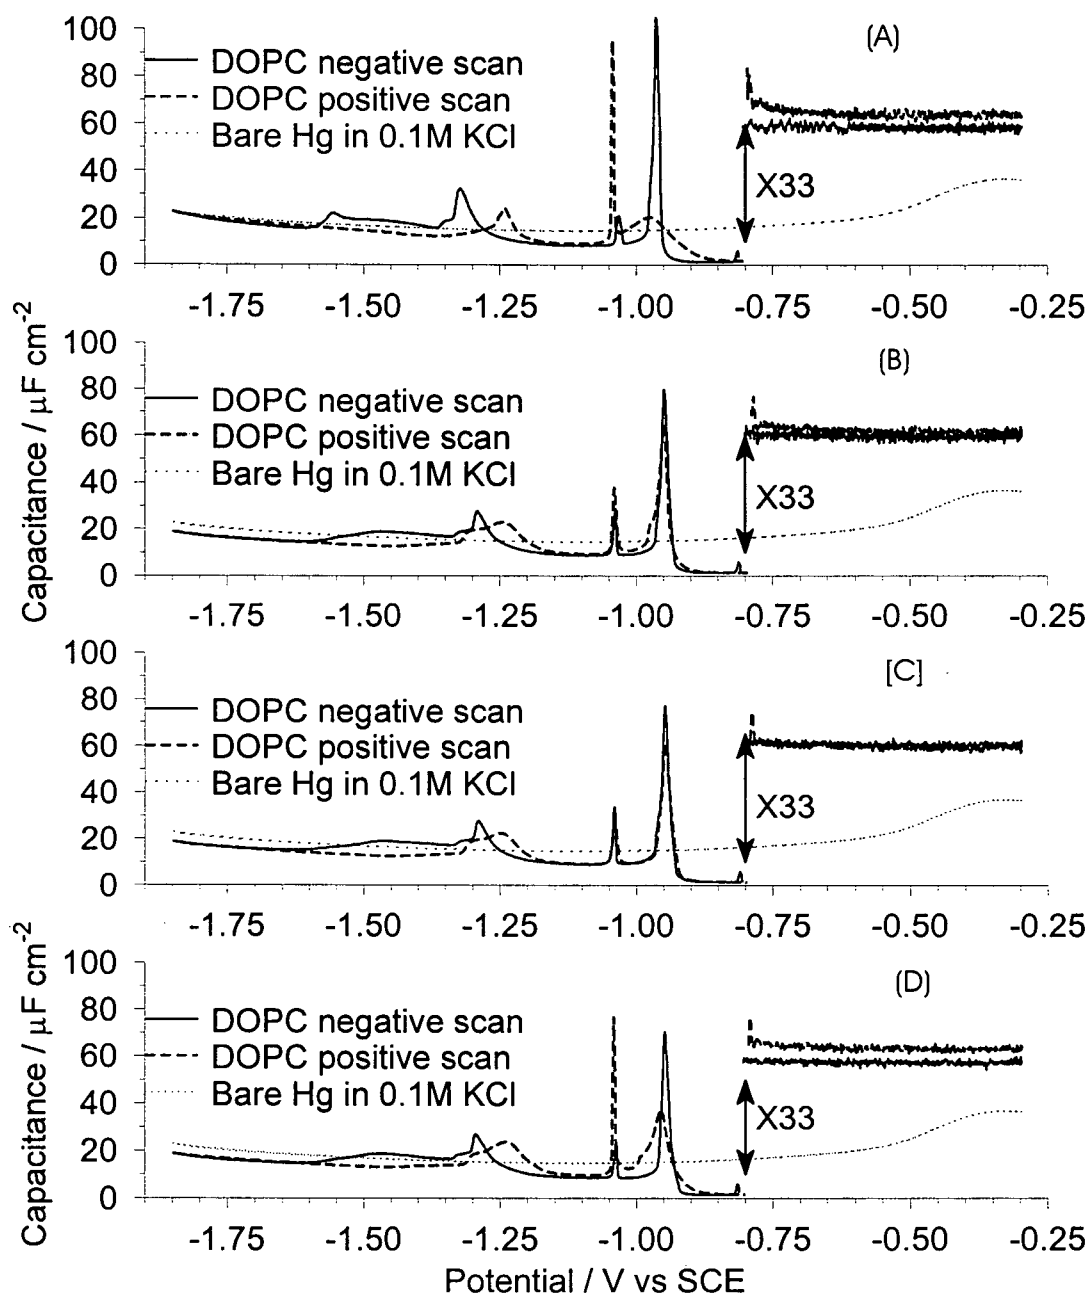 100
80
60
40
20
0
(A)
DOPC negative scan
DOPC positive scan
Bare Hg in 0.1M KCl
X33
-1.75 -1.50 -1.25 -1.00 -0.75 -0.50 -0.25
100
80
60
40
20
0
(B)
DOPC negative scan
DOPC positive scan
Bare Hg in 0.1M KCl
X33
-1.75 -1.50 -1.25 -1.00 -0.75 -0.50 -0.25
Capacitance / μF cm⁻²
100
80
60
40
20
0
[C]
DOPC negative scan
DOPC positive scan
Bare Hg in 0.1M KCl
X33
-1.75 -1.50 -1.25 -1.00 -0.75 -0.50 -0.25
100
80
60
40
20
0
(D)
DOPC negative scan
DOPC positive scan
Bare Hg in 0.1M KCl
X33
-1.75 -1.50 -1.25 -1.00 -0.75 -0.50 -0.25
Capacitance / μF cm⁻²
Potential / V vs SCE